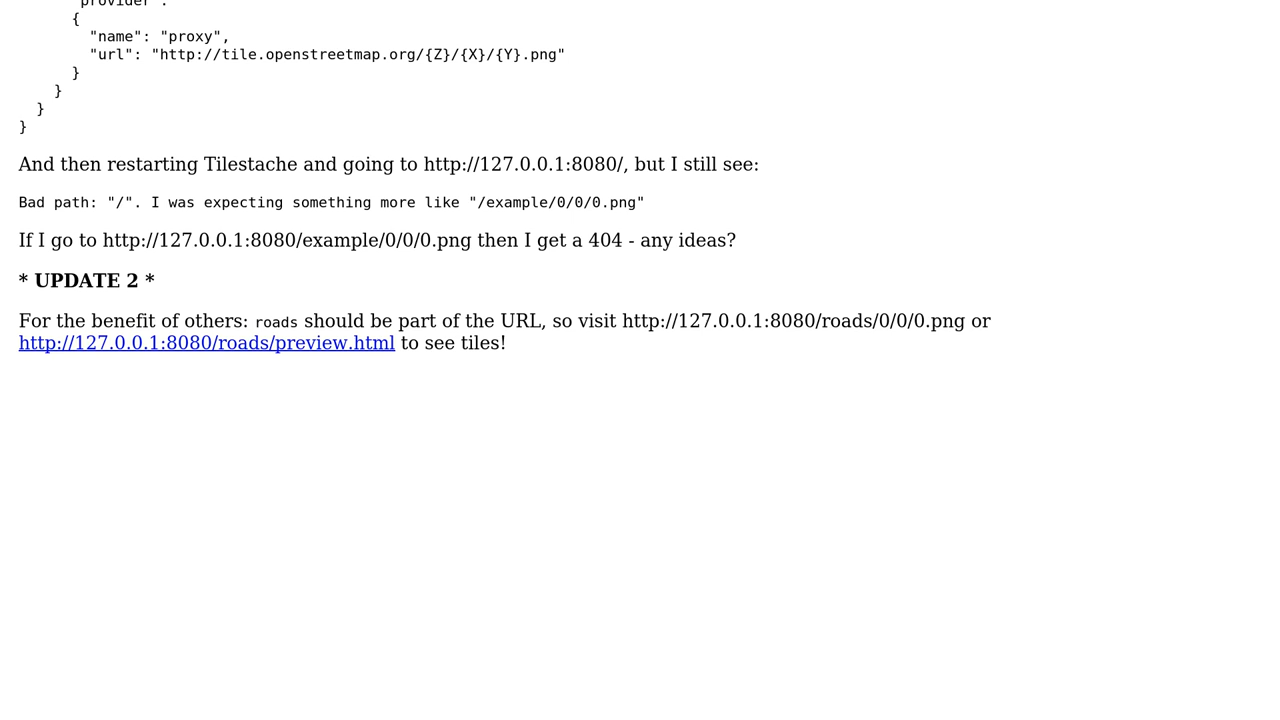 "provider":
{
"name": "proxy",
"url": "http://tile.openstreetmap.org/{Z}/{X}/{Y}.png"
}
}
}
}
And then restarting Tilestache and going to http://127.0.0.1:8080/, but I still see:
Bad path: "/". I was expecting something more like "/example/0/0/0.png"
If I go to http://127.0.0.1:8080/example/0/0/0.png then I get a 404 - any ideas?
* UPDATE 2 *
For the benefit of others: roads should be part of the URL, so visit http://127.0.0.1:8080/roads/0/0/0.png or
http://127.0.0.1:8080/roads/preview.html to see tiles!